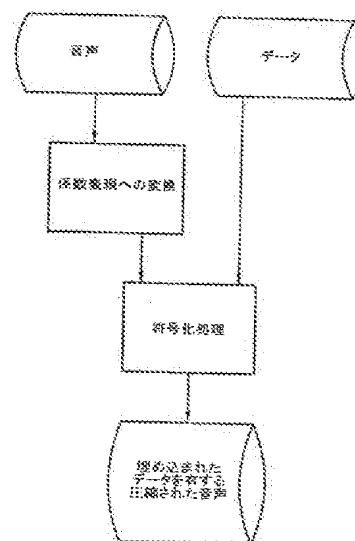 音声
データ
係数表現への変換
符号化処理
埋め込まれた
データを有する
圧縮された音声